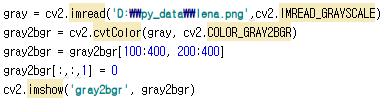 gray = cv2.imread('D:₩₩py_data₩₩lena.png',cv2.IMREAD_GRAYSCALE)
gray2bgr = cv2.cvtColor(gray, cv2.COLOR_GRAY2BGR)
gray2bgr = gray2bgr[100:400, 200:400]
gray2bgr[:,:,1] = 0
cv2.imshow('gray2bgr', gray2bgr)